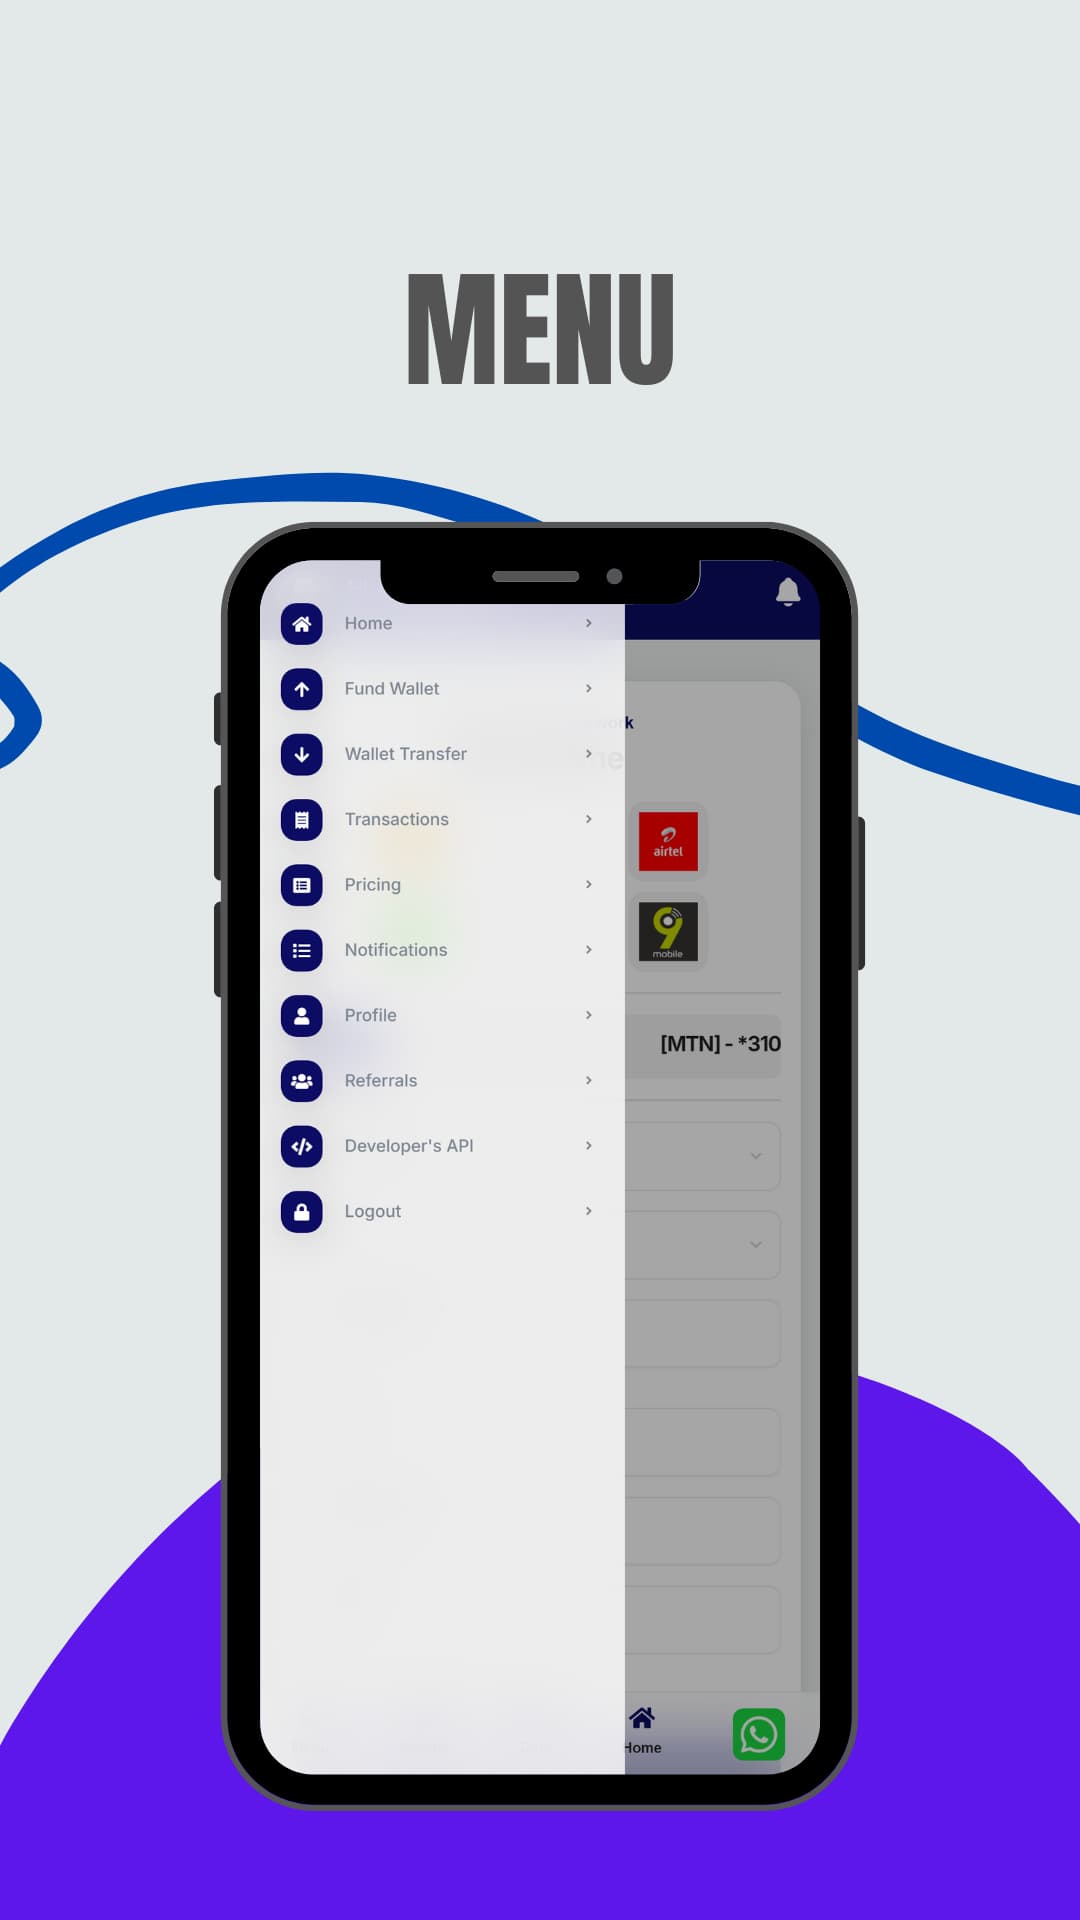 MENU
Home
Fund Wallet
Wallet Transfer
Transactions
Pricing
Notifications
Profile
Referrals
Developer's API
Logout
airtel
9
mobile
[MTN] - *310
Home